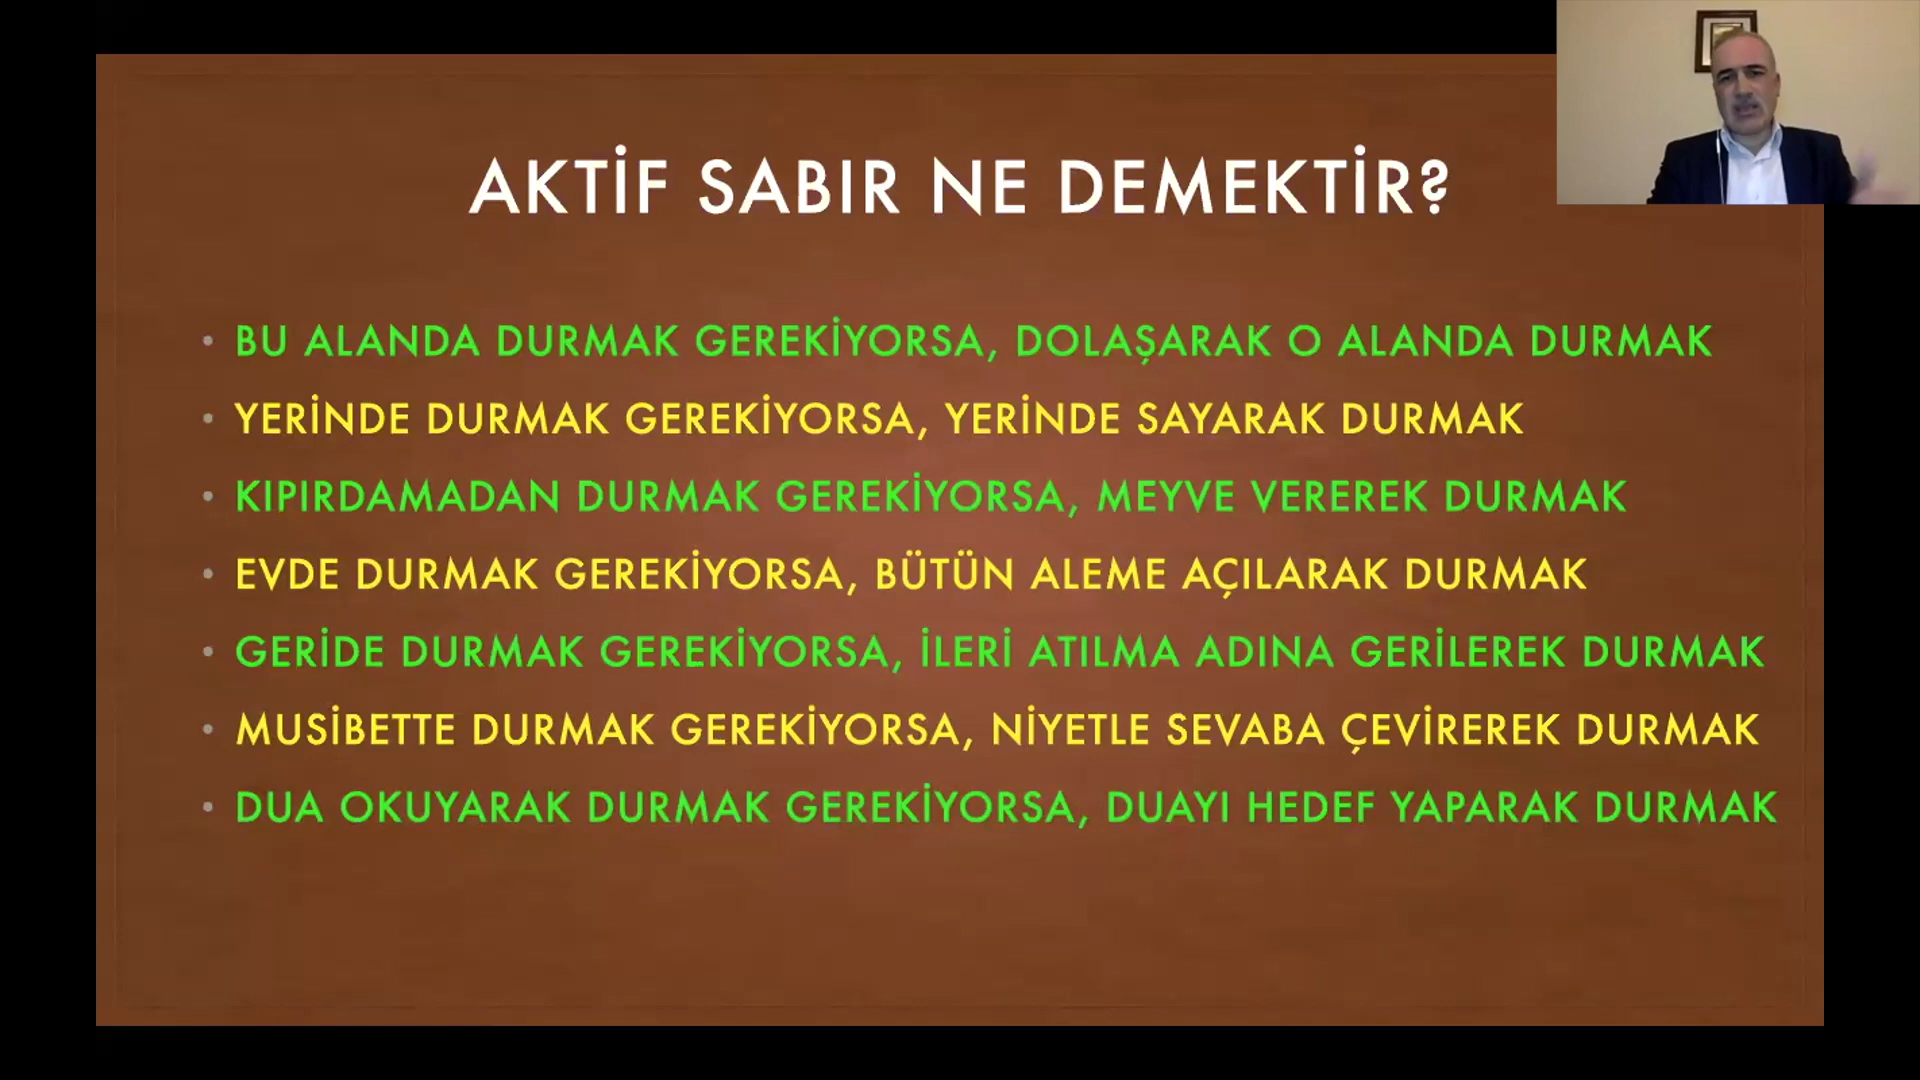 AKTİF SABIR NE DEMEKTİR?
• BU ALANDA DURMAK GEREKİYORSA, DOLAŞARAK O ALANDA DURMAK
• YERİNDE DURMAK GEREKİYORSA, YERİNDE SAYARAK DURMAK
• KIPIRDAMADAN DURMAK GEREKİYORSA, MEYVE VEREREK DURMAK
• EVDE DURMAK GEREKİYORSA, BÜTÜN ALEME AÇILARAK DURMAK
• GERİDE DURMAK GEREKİYORSA, İLERİ ATILMA ADINA GERİLEREK DURMAK
• MUSİBETTE DURMAK GEREKİYORSA, NİYETLE SEVABA ÇEVİREREK DURMAK
• DUA OKUYARAK DURMAK GEREKİYORSA, DUAYI HEDEF YAPARAK DURMAK